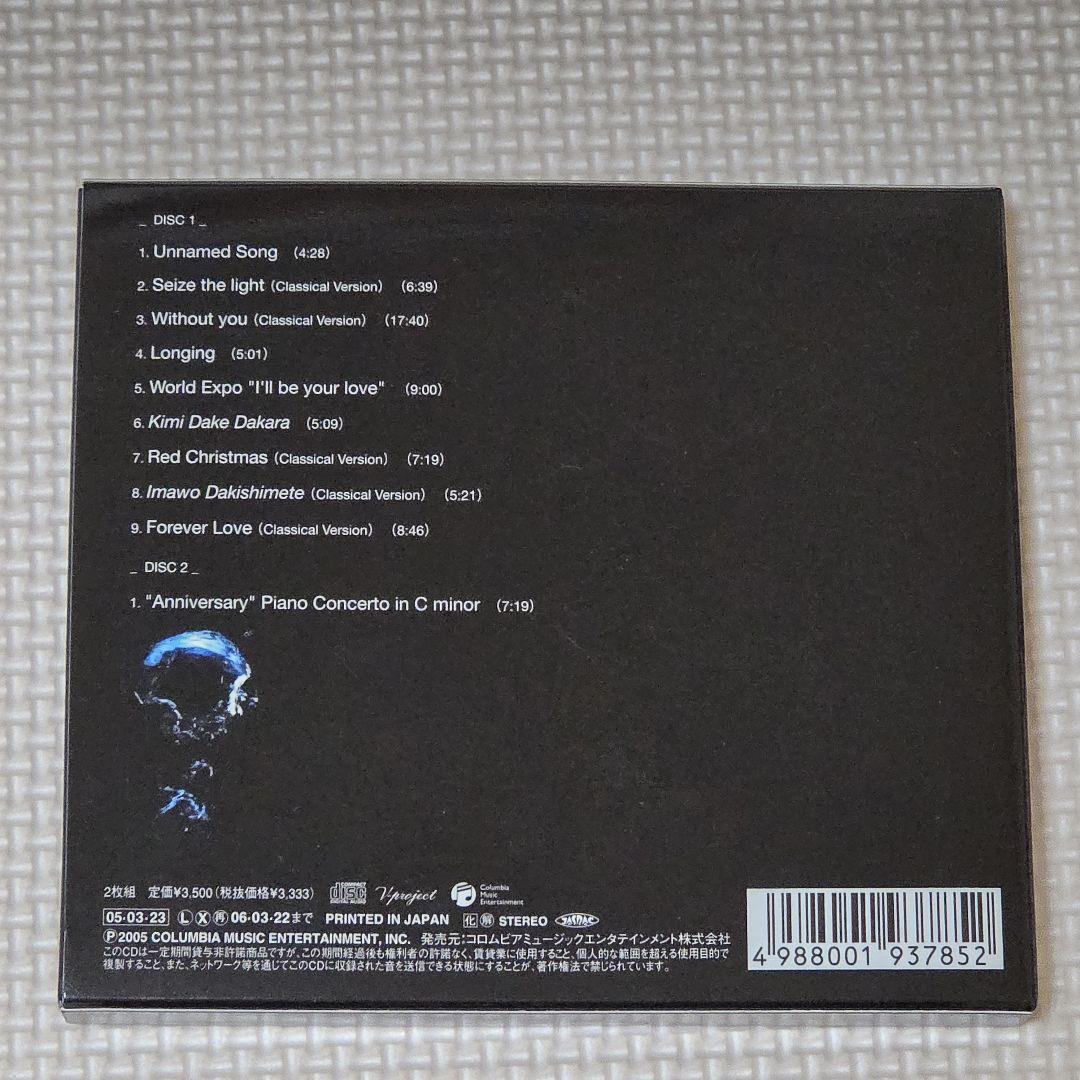 _ DISC 1 _
1. Unnamed Song (4:28)
2. Seize the light (Classical Version) (6:39)
3. Without you (Classical Version) (17:40)
4. Longing (5:01)
5. World Expo "I'll be your love" (9:00)
6. Kimi Dake Dakara (5:09)
7. Red Christmas (Classical Version) (7:19)
8. Imawo Dakishimete (Classical Version) (5:21)
9. Forever Love (Classical Version) (8:46)
_ DISC 2 _
1. "Anniversary" Piano Concerto in C minor (7:19)
2枚組 定価¥3,500(税抜価格¥3,333) COMPACT disc DIGITAL AUDIO V-project Columbia Music Entertainment
05·03·23 Ⓛ Ⓧ 再 06·03·22まで PRINTED IN JAPAN 化 解 STEREO JASRAC
Ⓟ2005 COLUMBIA MUSIC ENTERTAINMENT, INC. 発売元:コロムビアミュージックエンタテインメント株式会社
このCDは一定期間貸与非許諾商品ですが、この期間経過後も権利者の許諾なく、賃貸業に使用すること、個人的な範囲を超える使用目的で
複製すること、また、ネットワーク等を通じてこのCDに収録された音を送信できる状態にすることが、著作権法で禁じられています。
4 988001 937852